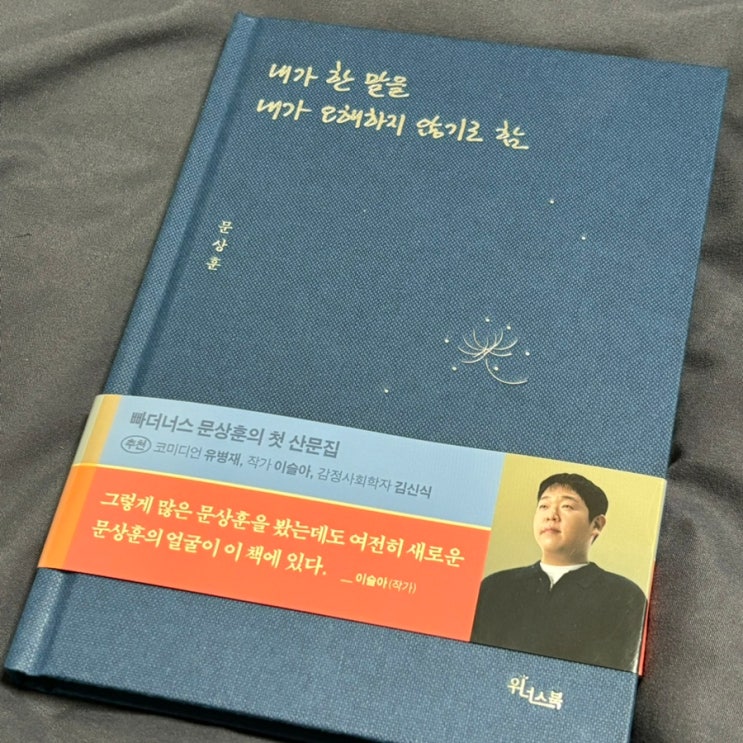 내가 한 말을
내가 오해하지 않기로 함
문상훈
빠더너스 문상훈의 첫 산문집
추천 코미디언 유병재, 작가 이슬아, 감정사회학자 김신식
그렇게 많은 문상훈을 봤는데도 여전히 새로운
문상훈의 얼굴이 이 책에 있다.
__ 이슬아(작가)
위너스북